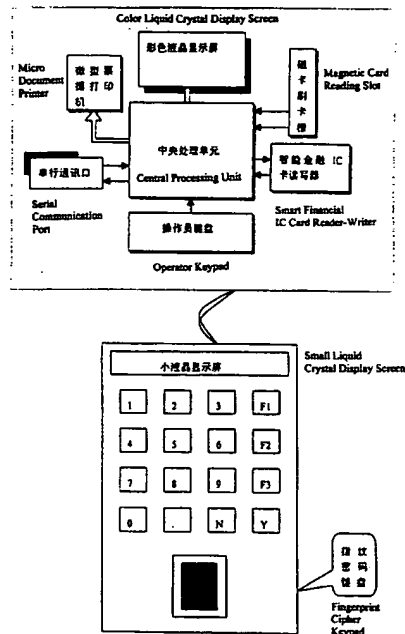 Color Liquid Crystal Display Screen
彩色液晶显示屏
Micro
Document
Printer
微型票
据打印
机
磁
卡
刷
卡
槽
Magnetic Card
Reading Slot
中央处理单元
Central Processing Unit
串行通讯口
Serial
Communication
Port
智能金融 IC
卡读写器
Smart Financial
IC Card Reader-Writer
操作员键盘
Operator Keypad
小液晶显示屏
Small Liquid
Crystal Display Screen
1 2 3 F1
4 5 6 F2
7 8 9 F3
0 . N Y
指纹
密码
键盘
Fingerprint
Cipher
Keypad